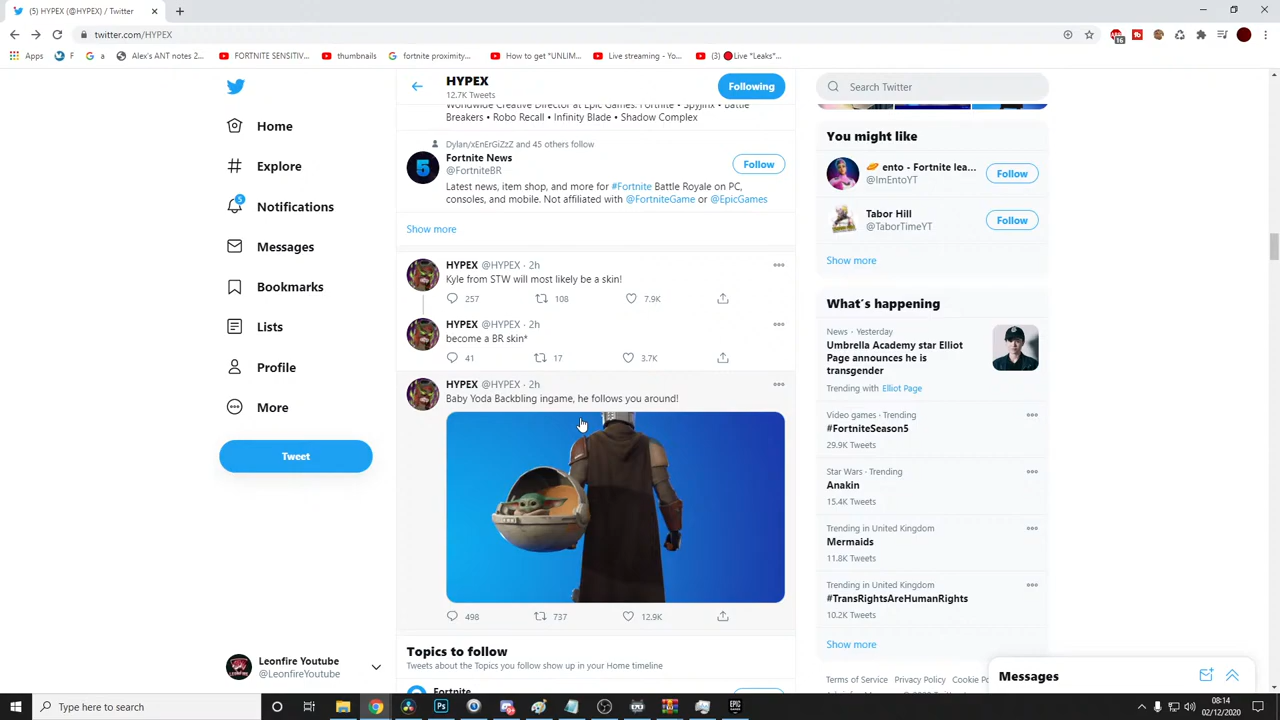 (5) HYPEX (@HYPEX) / Twitter
twitter.com/HYPEX
Apps
F
a
Alex's ANT notes 2...
FORTNITE SENSITIV...
thumbnails
fortnite proximity...
How to get *UNLIM...
Live streaming - Yo...
(3) Live *Leaks*...
HYPEX
12.7K Tweets
Following
Worldwide Creative Director at Epic Games: Fortnite • Spyjinx • Battle
Breakers • Robo Recall • Infinity Blade • Shadow Complex
Dylan/xEnErGiZzZ and 45 others follow
Fortnite News
@FortniteBR
Follow
Latest news, item shop, and more for #Fortnite Battle Royale on PC,
consoles, and mobile. Not affiliated with @FortniteGame or @EpicGames
Show more
HYPEX @HYPEX · 2h
Kyle from STW will most likely be a skin!
257 108 7.9K
HYPEX @HYPEX · 2h
become a BR skin*
41 17 3.7K
HYPEX @HYPEX · 2h
Baby Yoda Backbling ingame, he follows you around!
498 737 12.9K
Topics to follow
Tweets about the Topics you follow show up in your Home timeline
Fortnite
Home
Explore
5
Notifications
Messages
Bookmarks
Lists
Profile
More
Tweet
Leonfire Youtube
@LeonfireYoutube
Search Twitter
You might like
ento - Fortnite lea...
@ImEntoYT
Follow
Tabor Hill
@TaborTimeYT
Follow
Show more
What's happening
News · Yesterday
Umbrella Academy star Elliot
Page announces he is
transgender
Trending with Elliot Page
Video games · Trending
#FortniteSeason5
29.9K Tweets
Star Wars · Trending
Anakin
15.4K Tweets
Trending in United Kingdom
Mermaids
11.8K Tweets
Trending in United Kingdom
#TransRightsAreHumanRights
10.2K Tweets
Show more
Terms of Service Privacy Policy Cookie Po
Messages
Type here to search
08:14
02/12/2020